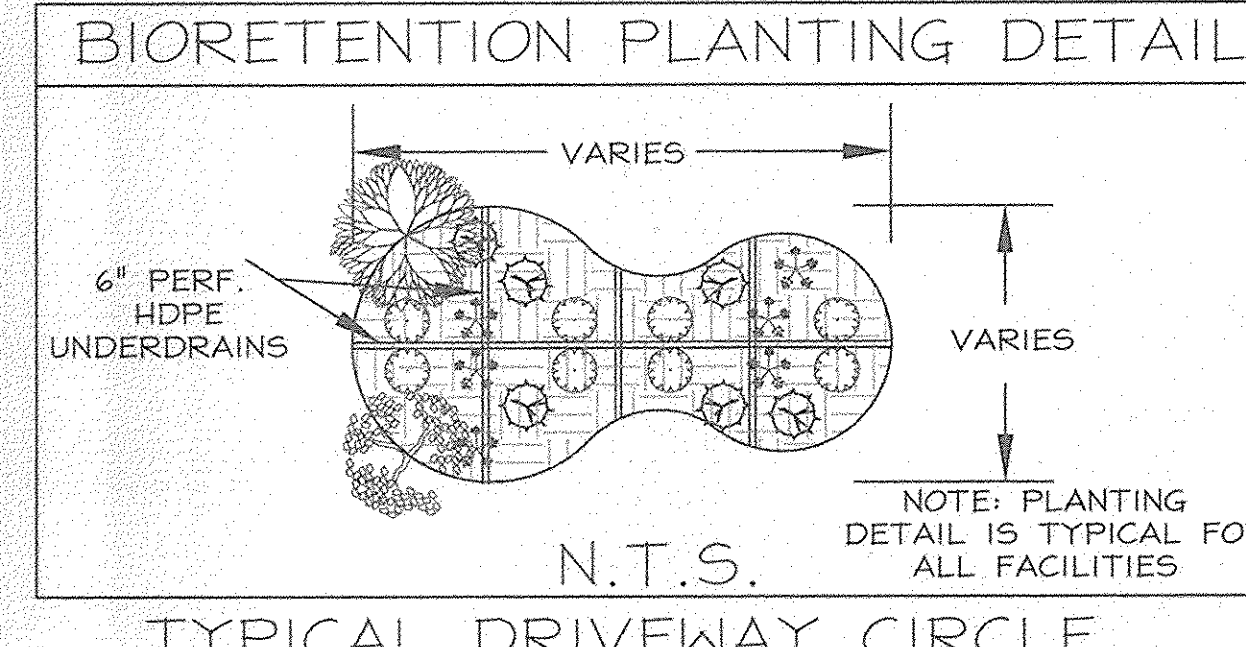 BIORETENTION PLANTING DETAIL
VARIES
6" PERF.
HDPE
UNDERDRAINS
VARIES
NOTE: PLANTING
DETAIL IS TYPICAL FO
ALL FACILITIES
N.T.S.
TYPICAL DRIVEWAY CIRCLE